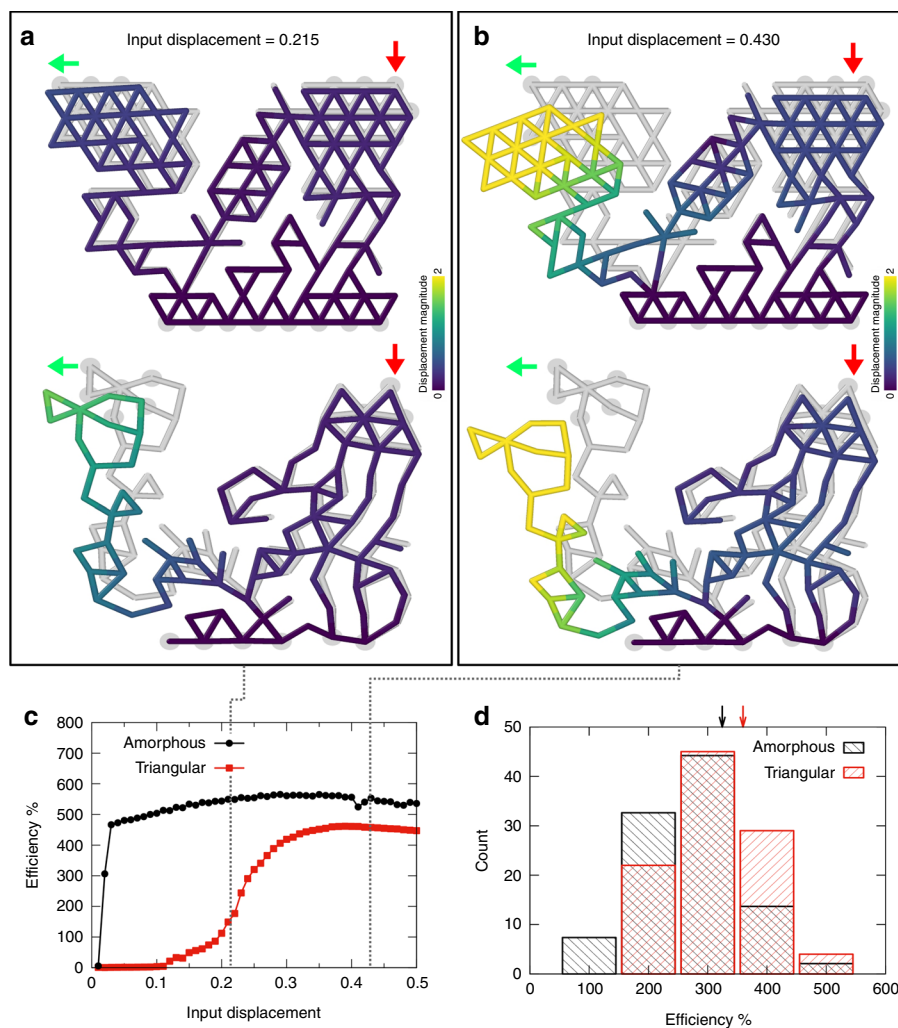 a
Input displacement = 0.215
2
Displacement magnitude
0
b
Input displacement = 0.430
2
Displacement magnitude
0
c
800
700
600
500
400
300
200
100
0
Efficiency %
Amorphous
Triangular
0 0.1 0.2 0.3 0.4 0.5
Input displacement
d
50
40
30
20
10
0
Count
Amorphous
Triangular
100 200 300 400 500 600
Efficiency %